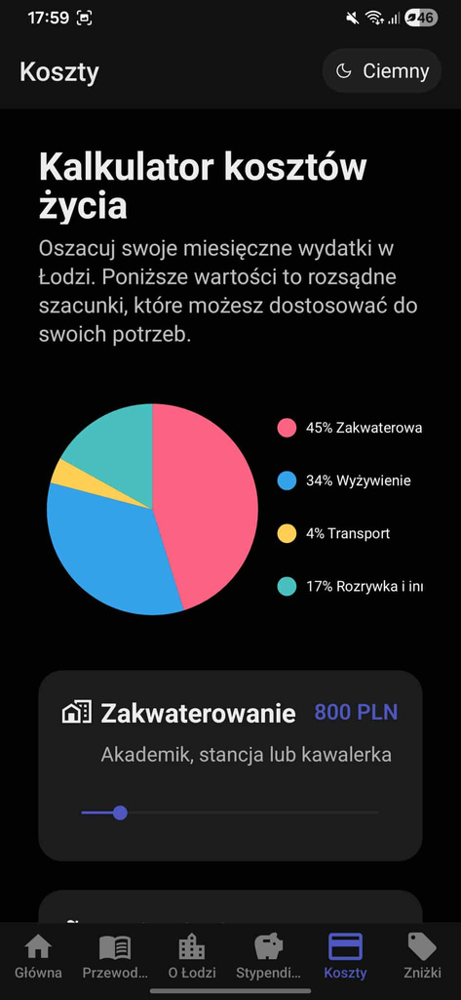 17:59
46
Koszty
Ciemny
Kalkulator kosztów
życia
Oszacuj swoje miesięczne wydatki w
Łodzi. Poniższe wartości to rozsądne
szacunki, które możesz dostosować do
swoich potrzeb.
45% Zakwaterowa
34% Wyżywienie
4% Transport
17% Rozrywka i in
Zakwaterowanie
800 PLN
Akademik, stancja lub kawalerka
Główna
Przewod...
O Łodzi
Stypendi...
Koszty
Zniżki